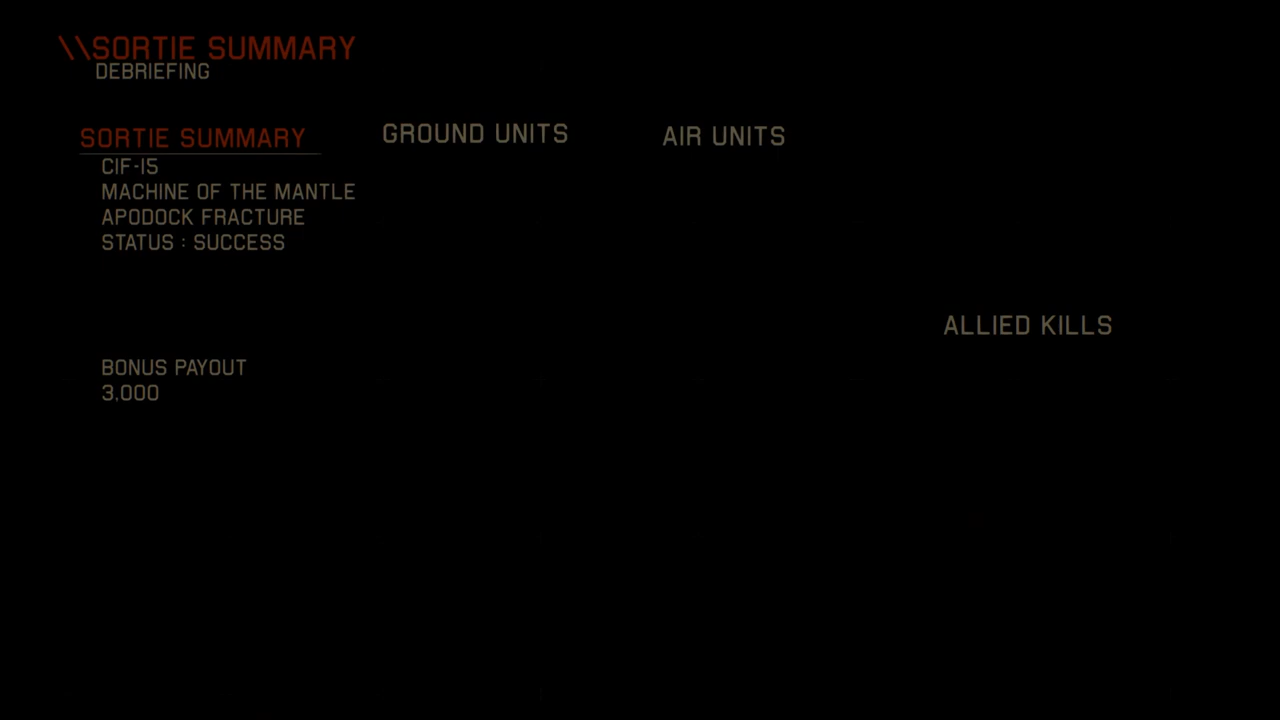 \\SORTIE SUMMARY
DEBRIEFING
SORTIE SUMMARY
CIF-15
MACHINE OF THE MANTLE
APODOCK FRACTURE
STATUS : SUCCESS
BONUS PAYOUT
3,000
GROUND UNITS
AIR UNITS
ALLIED KILLS